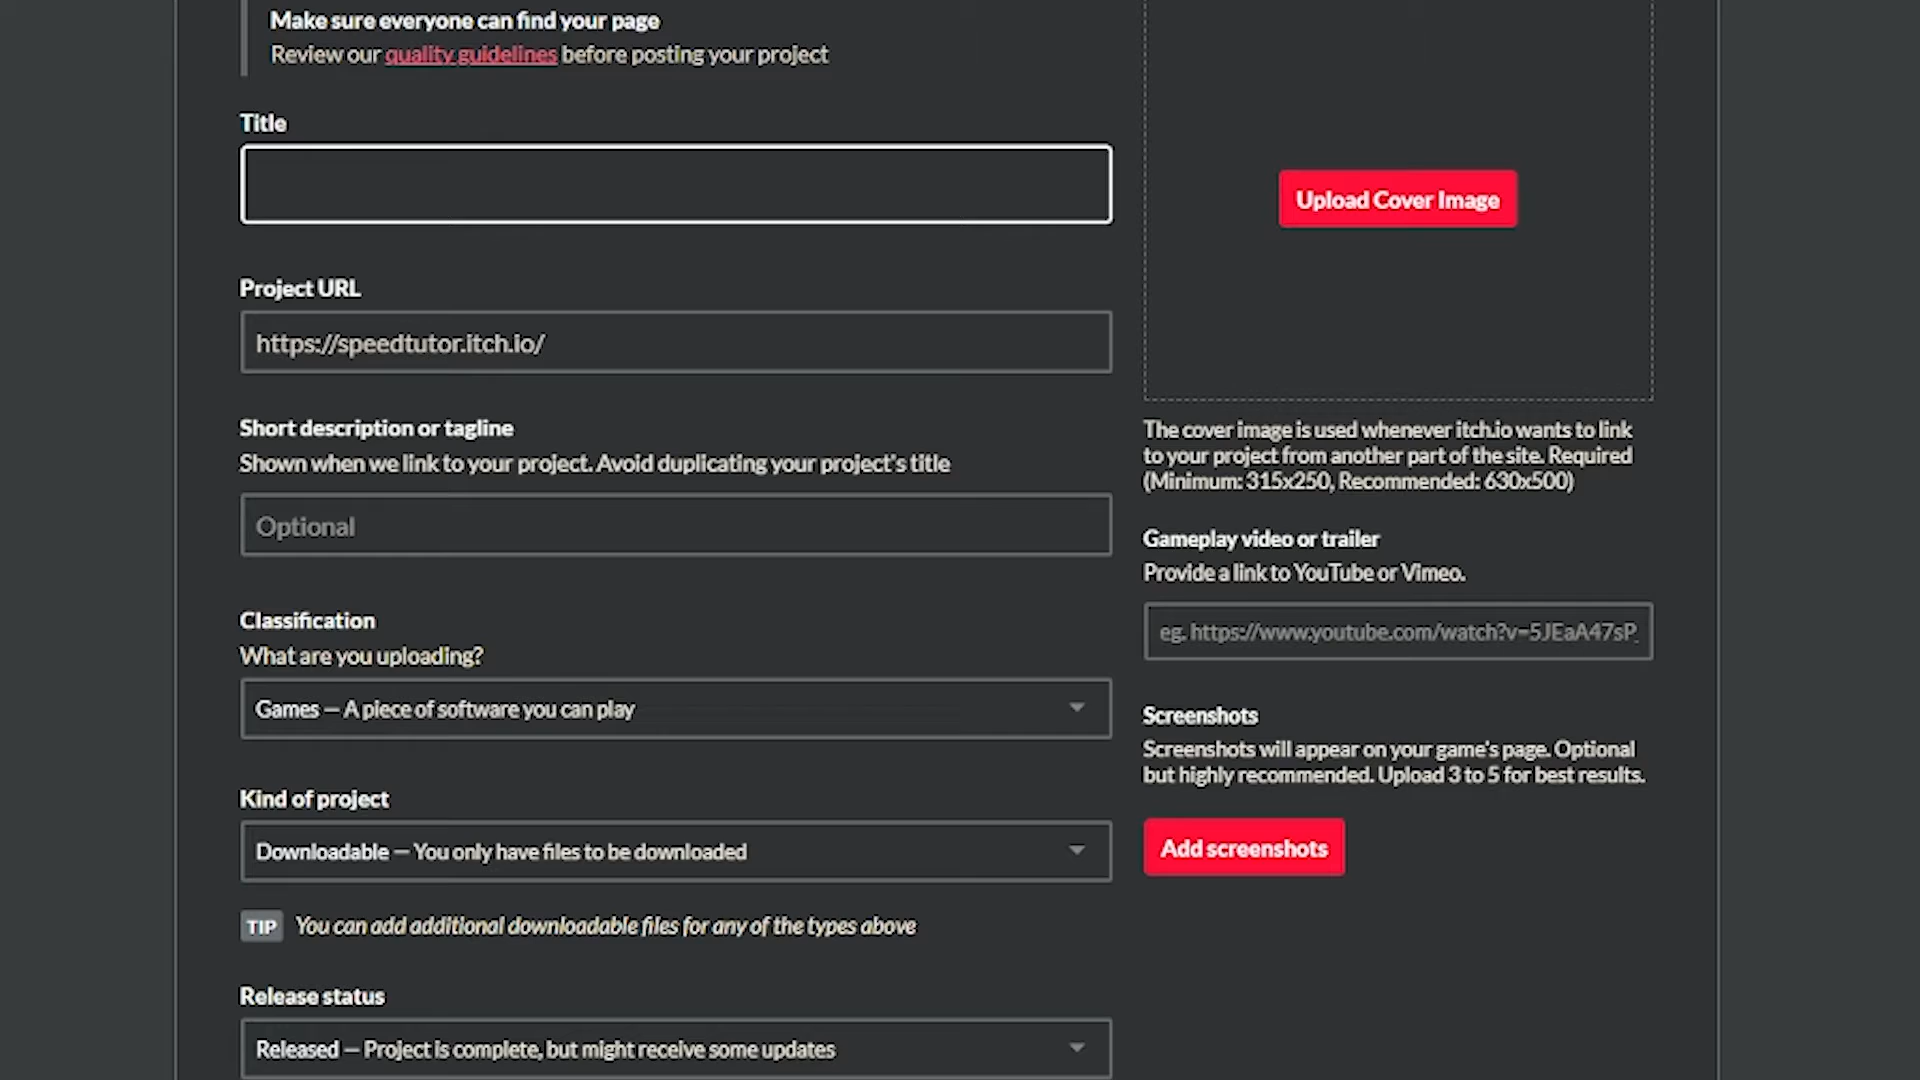 Make sure everyone can find your page
Review our quality guidelines before posting your project
Title
Project URL
https://speedtutor.itch.io/
Short description or tagline
Shown when we link to your project. Avoid duplicating your project's title
Optional
Classification
What are you uploading?
Games — A piece of software you can play
Kind of project
Downloadable — You only have files to be downloaded
TIP You can add additional downloadable files for any of the types above
Release status
Released — Project is complete, but might receive some updates
Upload Cover Image
The cover image is used whenever itch.io wants to link
to your project from another part of the site. Required
(Minimum: 315x250, Recommended: 630x500)
Gameplay video or trailer
Provide a link to YouTube or Vimeo.
eg. https://www.youtube.com/watch?v=5JEaA47sP_
Screenshots
Screenshots will appear on your game's page. Optional
but highly recommended. Upload 3 to 5 for best results.
Add screenshots